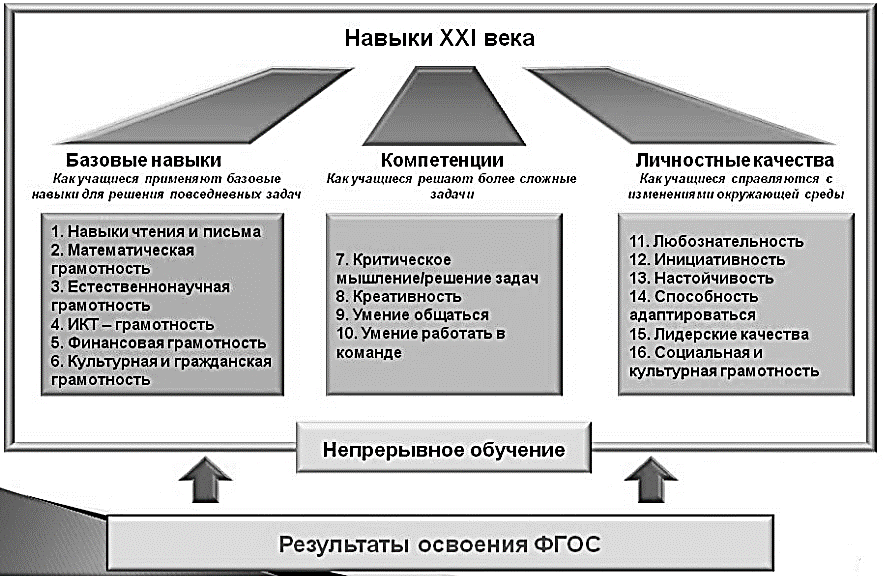 Навыки XXI века
Базовые навыки
Как учащиеся применяют базовые
навыки для решения повседневных задач
1. Навыки чтения и письма
2. Математическая
грамотность
3. Естественнонаучная
грамотность
4. ИКТ – грамотность
5. Финансовая грамотность
6. Культурная и гражданская
грамотность
Компетенции
Как учащиеся решают более сложные
задачи
7. Критическое
мышление/решение задач
8. Креативность
9. Умение общаться
10. Умение работать в
команде
Личностные качества
Как учащиеся справляются с
изменениями окружающей среды
11. Любознательность
12. Инициативность
13. Настойчивость
14. Способность
адаптироваться
15. Лидерские качества
16. Социальная и
культурная грамотность
Непрерывное обучение
Результаты освоения ФГОС